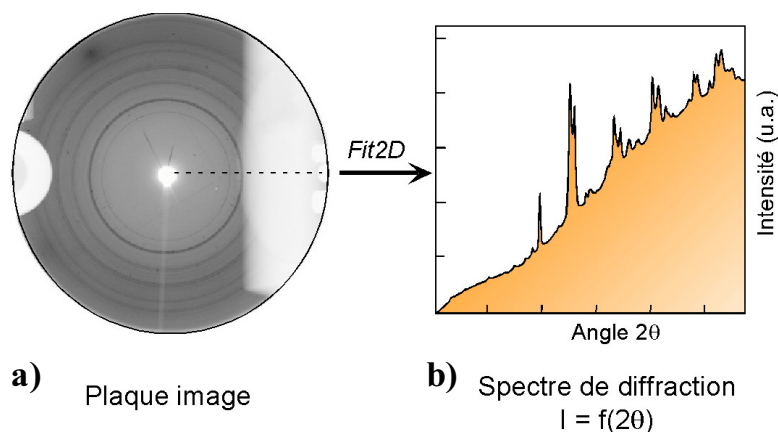 Fit2D
Intensité (u.a.)
Angle 2θ
a)
Plaque image
b)
Spectre de diffraction
I = f(2θ)